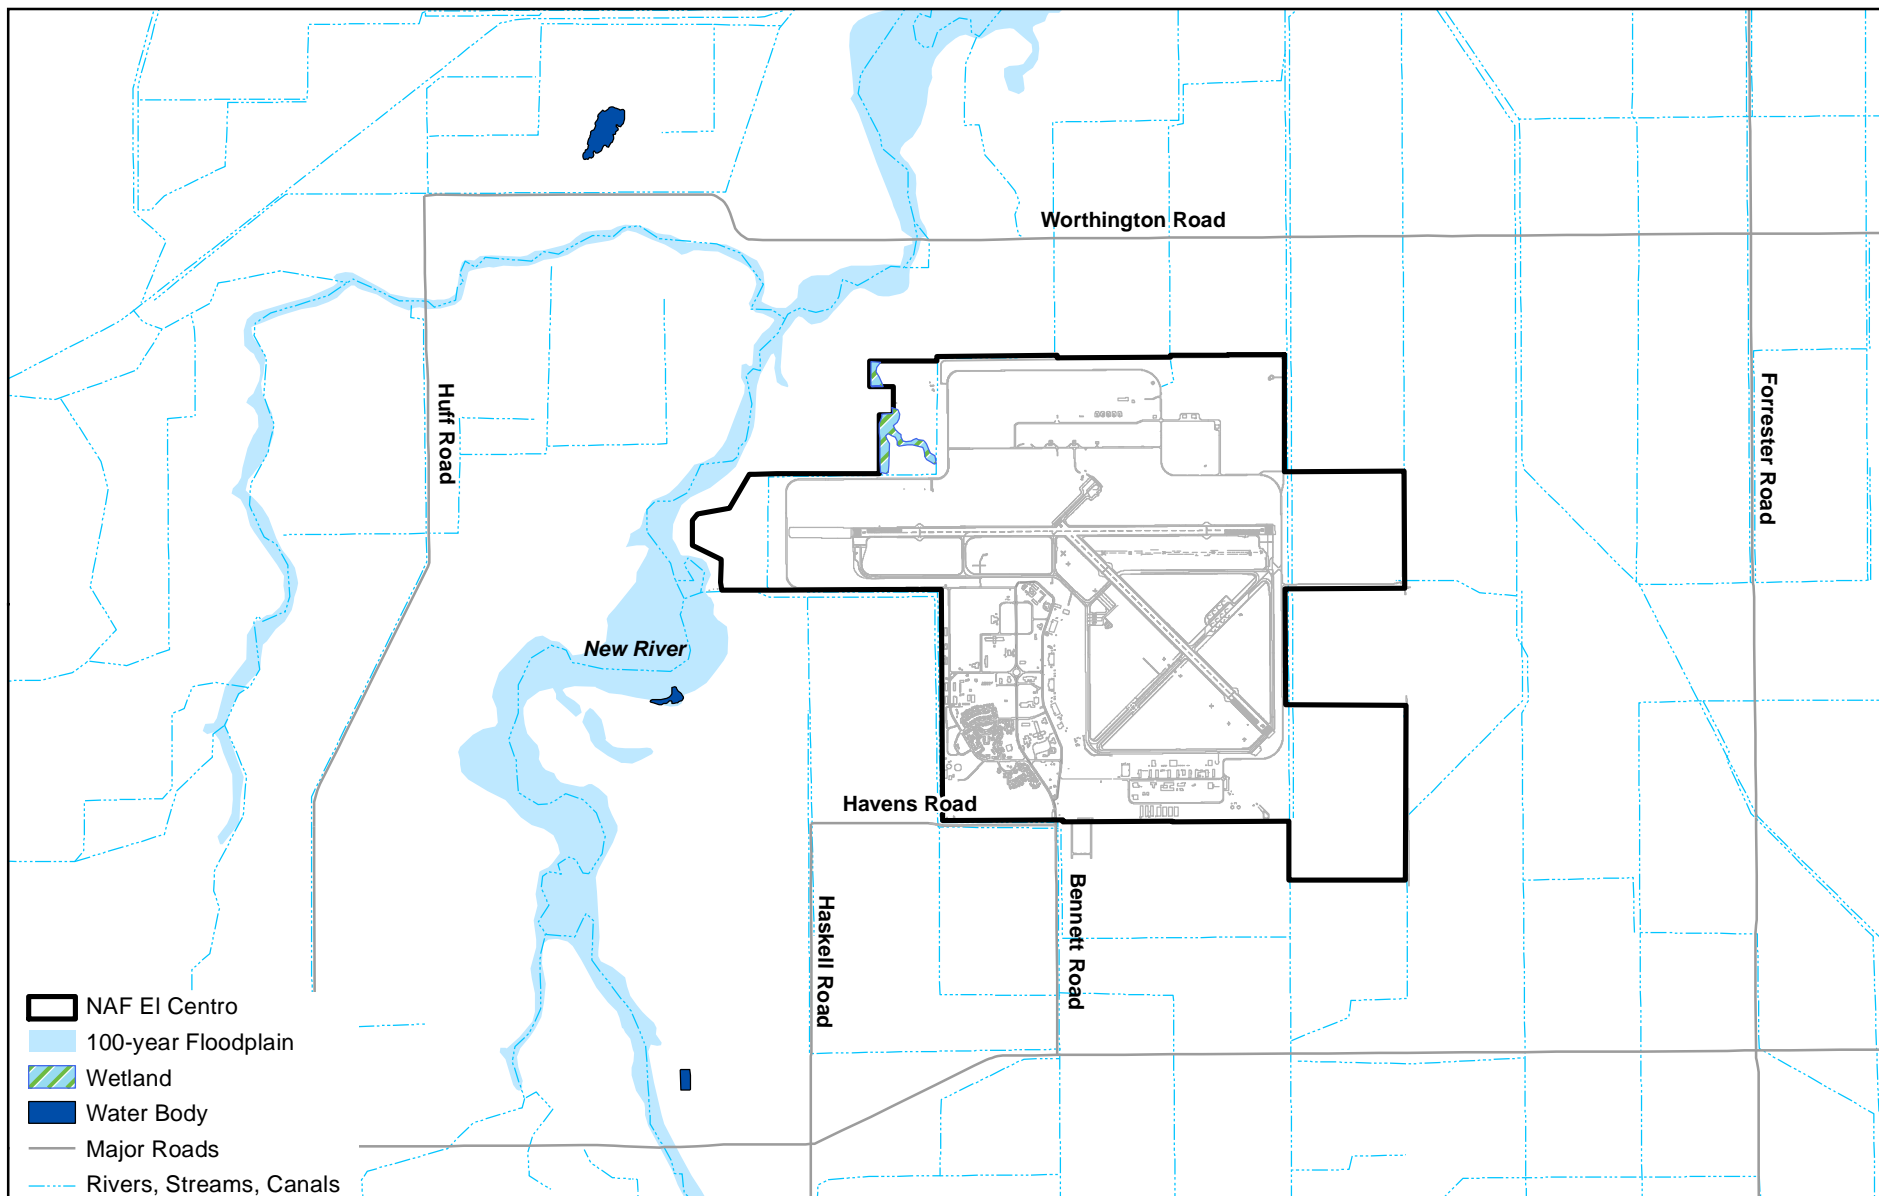 Worthington Road
Huff Road
Forrester Road
New River
Havens Road
Haskell Road
Bennett Road
NAF El Centro
100-year Floodplain
Wetland
Water Body
Major Roads
Rivers, Streams, Canals